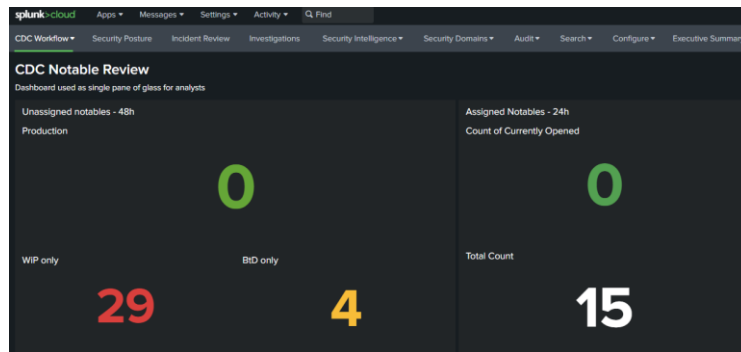 splunk>cloud Apps Messages Settings Activity Find
CDC Workflow Security Posture Incident Review Investigations Security Intelligence Security Domains Audit Search Configure Executive Summar
CDC Notable Review
Dashboard used as single pane of glass for analysts
Unassigned notables - 48h
Production
0
WiP only
29
BtD only
4
Assigned Notables - 24h
Count of Currently Opened
0
Total Count
15